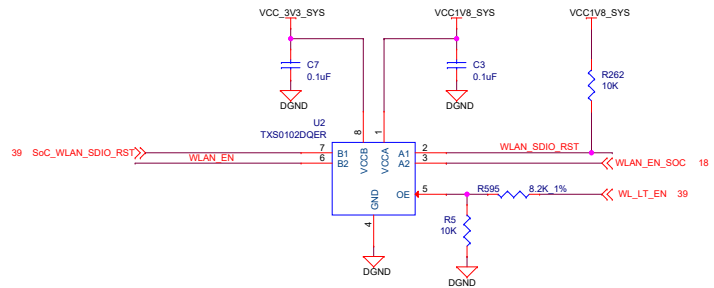 VCC_3V3_SYS
VCC1V8_SYS
VCC1V8_SYS
C7
0.1uF
C3
0.1uF
R262
10K
DGND
DGND
U2
TXS0102DQER
8
1
39 SoC_WLAN_SDIO_RST
7
B1
VCCB
VCCA
A1
2
WLAN_SDIO_RST
WLAN_EN
6
B2
A2
3
WLAN_EN_SOC 18
GND
OE
5
R595
8.2K_1%
WL_LT_EN 39
4
R5
10K
DGND
DGND